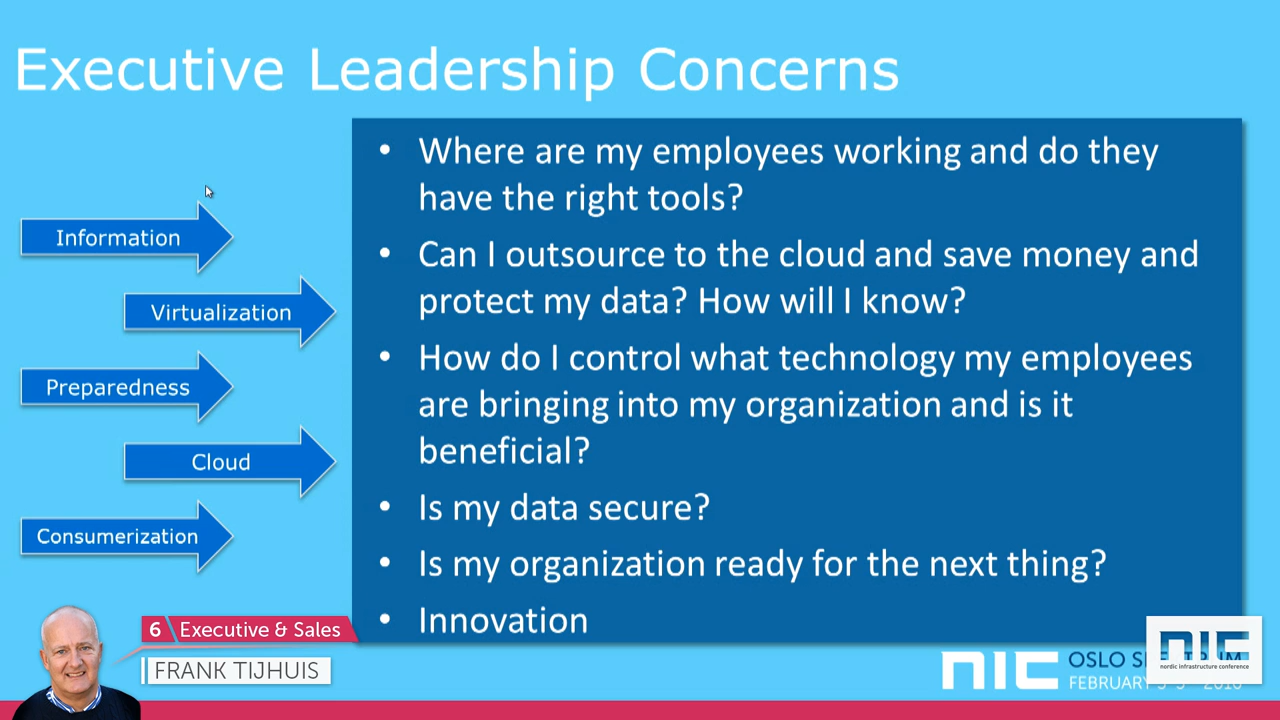 Executive Leadership Concerns
• Where are my employees working and do they
have the right tools?
• Can I outsource to the cloud and save money and
protect my data? How will I know?
• How do I control what technology my employees
are bringing into my organization and is it
beneficial?
• Is my data secure?
• Is my organization ready for the next thing?
• Innovation
Information
Virtualization
Preparedness
Cloud
Consumerization
6 Executive & Sales
FRANK TIJHUIS
NIC
OSLO
FEBRUARY
NIC
nordic infrastructure conference